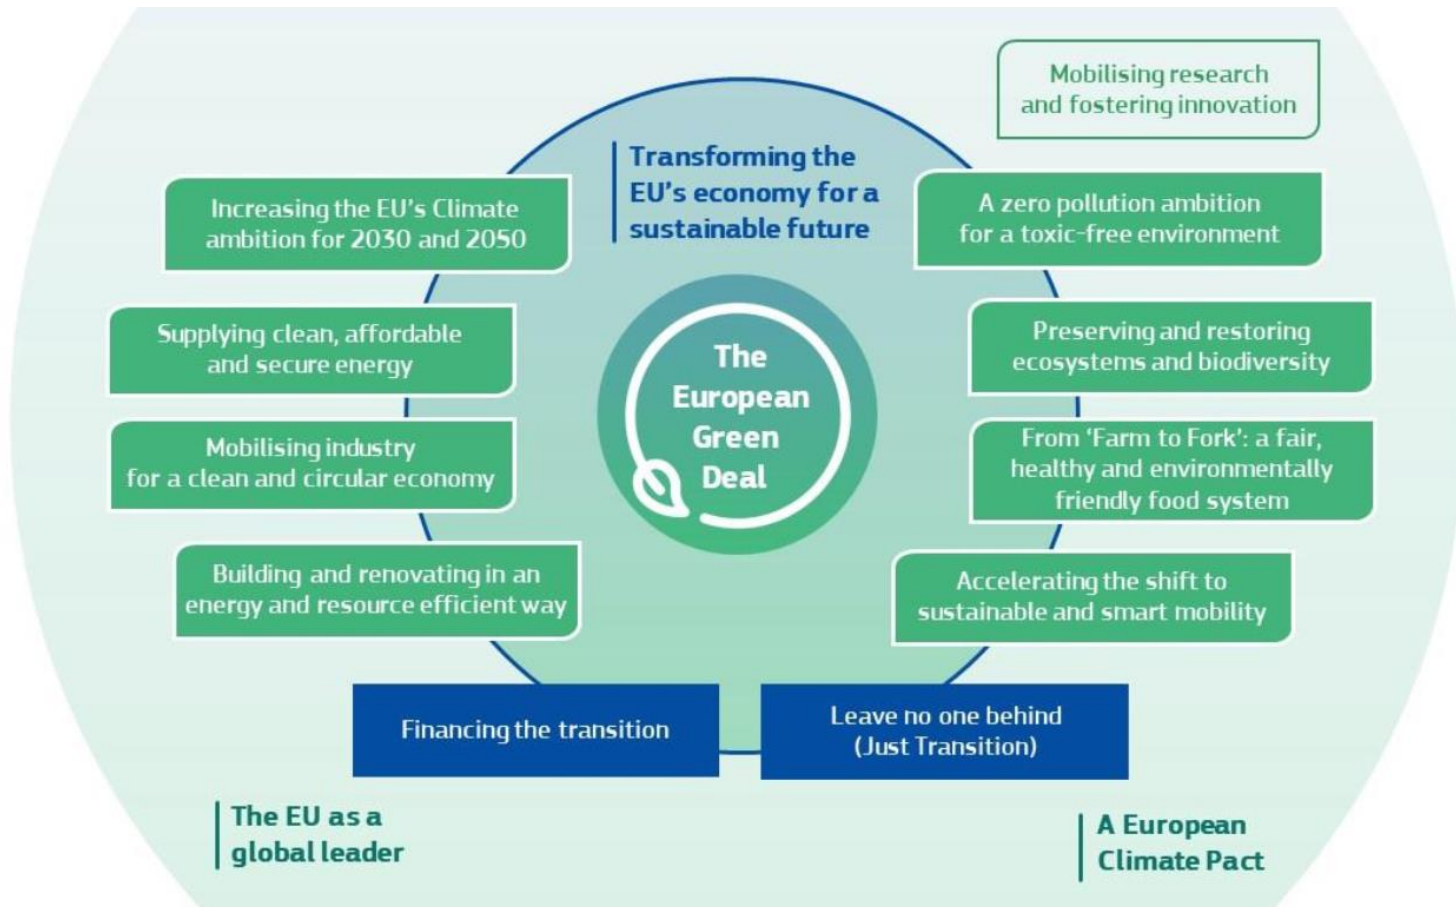 Mobilising research
and fostering innovation
Transforming the
EU's economy for a
sustainable future
Increasing the EU's Climate
ambition for 2030 and 2050
A zero pollution ambition
for a toxic-free environment
Supplying clean, affordable
and secure energy
Preserving and restoring
ecosystems and biodiversity
The
European
Green
Deal
Mobilising industry
for a clean and circular economy
From ‘Farm to Fork’: a fair,
healthy and environmentally
friendly food system
Building and renovating in an
energy and resource efficient way
Accelerating the shift to
sustainable and smart mobility
Financing the transition
Leave no one behind
(Just Transition)
The EU as a
global leader
A European
Climate Pact